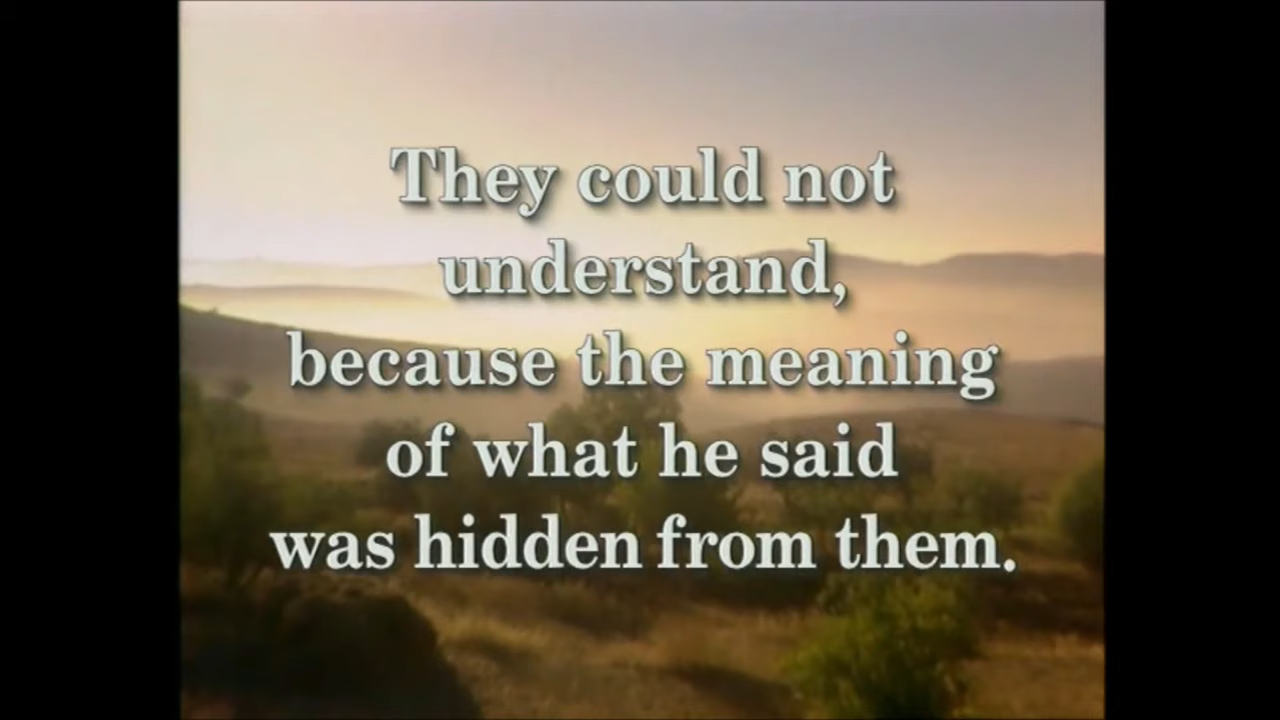 They could not
understand,
because the meaning
of what he said
was hidden from them.